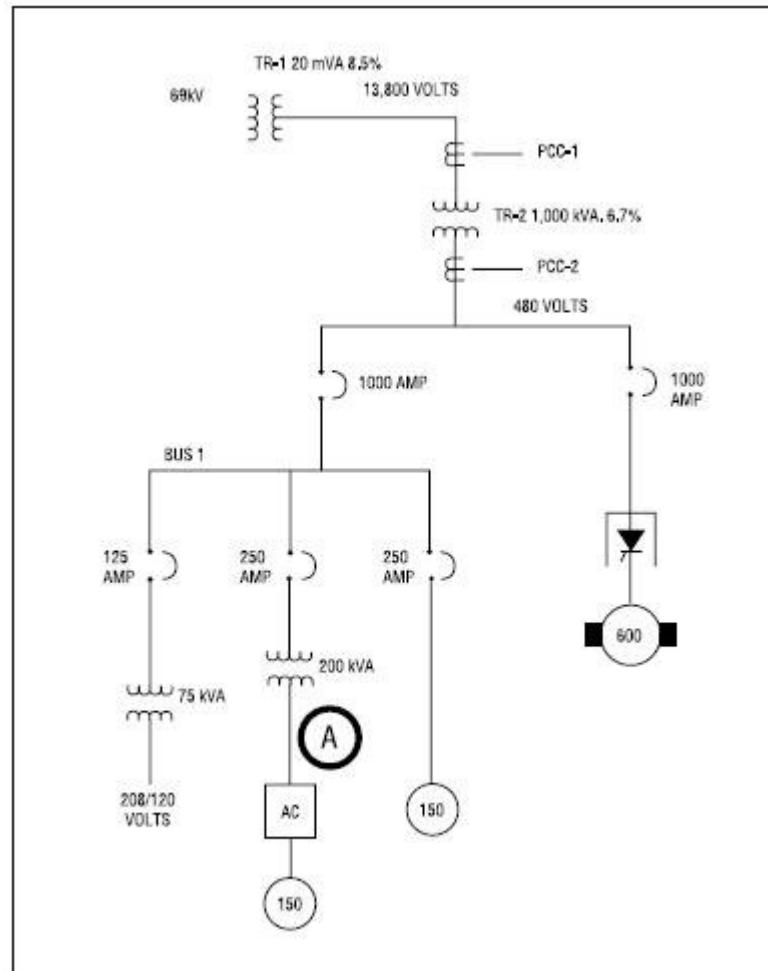 TR-1 20 mVA 8.5%
69kV
13,800 VOLTS
PCC-1
TR-2 1,000 kVA. 6.7%
PCC-2
480 VOLTS
1000 AMP
1000
AMP
BUS 1
125
AMP
250
AMP
250
AMP
600
200 kVA
75 kVA
A
208/120
VOLTS
AC
150
150